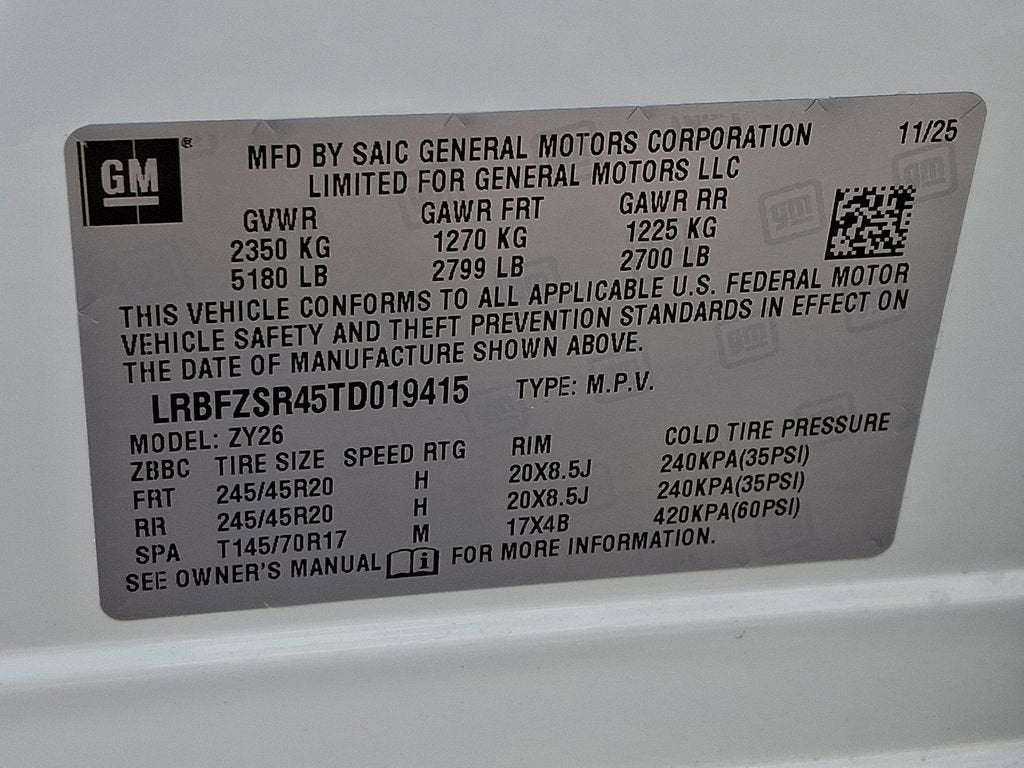 GM ®
MFD BY SAIC GENERAL MOTORS CORPORATION 11/25
LIMITED FOR GENERAL MOTORS LLC
GVWR GAWR FRT GAWR RR
2350 KG 1270 KG 1225 KG
5180 LB 2799 LB 2700 LB
THIS VEHICLE CONFORMS TO ALL APPLICABLE U.S. FEDERAL MOTOR
VEHICLE SAFETY AND THEFT PREVENTION STANDARDS IN EFFECT ON
THE DATE OF MANUFACTURE SHOWN ABOVE.
LRBFZSR45TD019415 TYPE: M.P.V.
MODEL: ZY26
ZBBC TIRE SIZE SPEED RTG RIM COLD TIRE PRESSURE
FRT 245/45R20 H 20X8.5J 240KPA(35PSI)
RR 245/45R20 H 20X8.5J 240KPA(35PSI)
SPA T145/70R17 M 17X4B 420KPA(60PSI)
SEE OWNER'S MANUAL i FOR MORE INFORMATION.